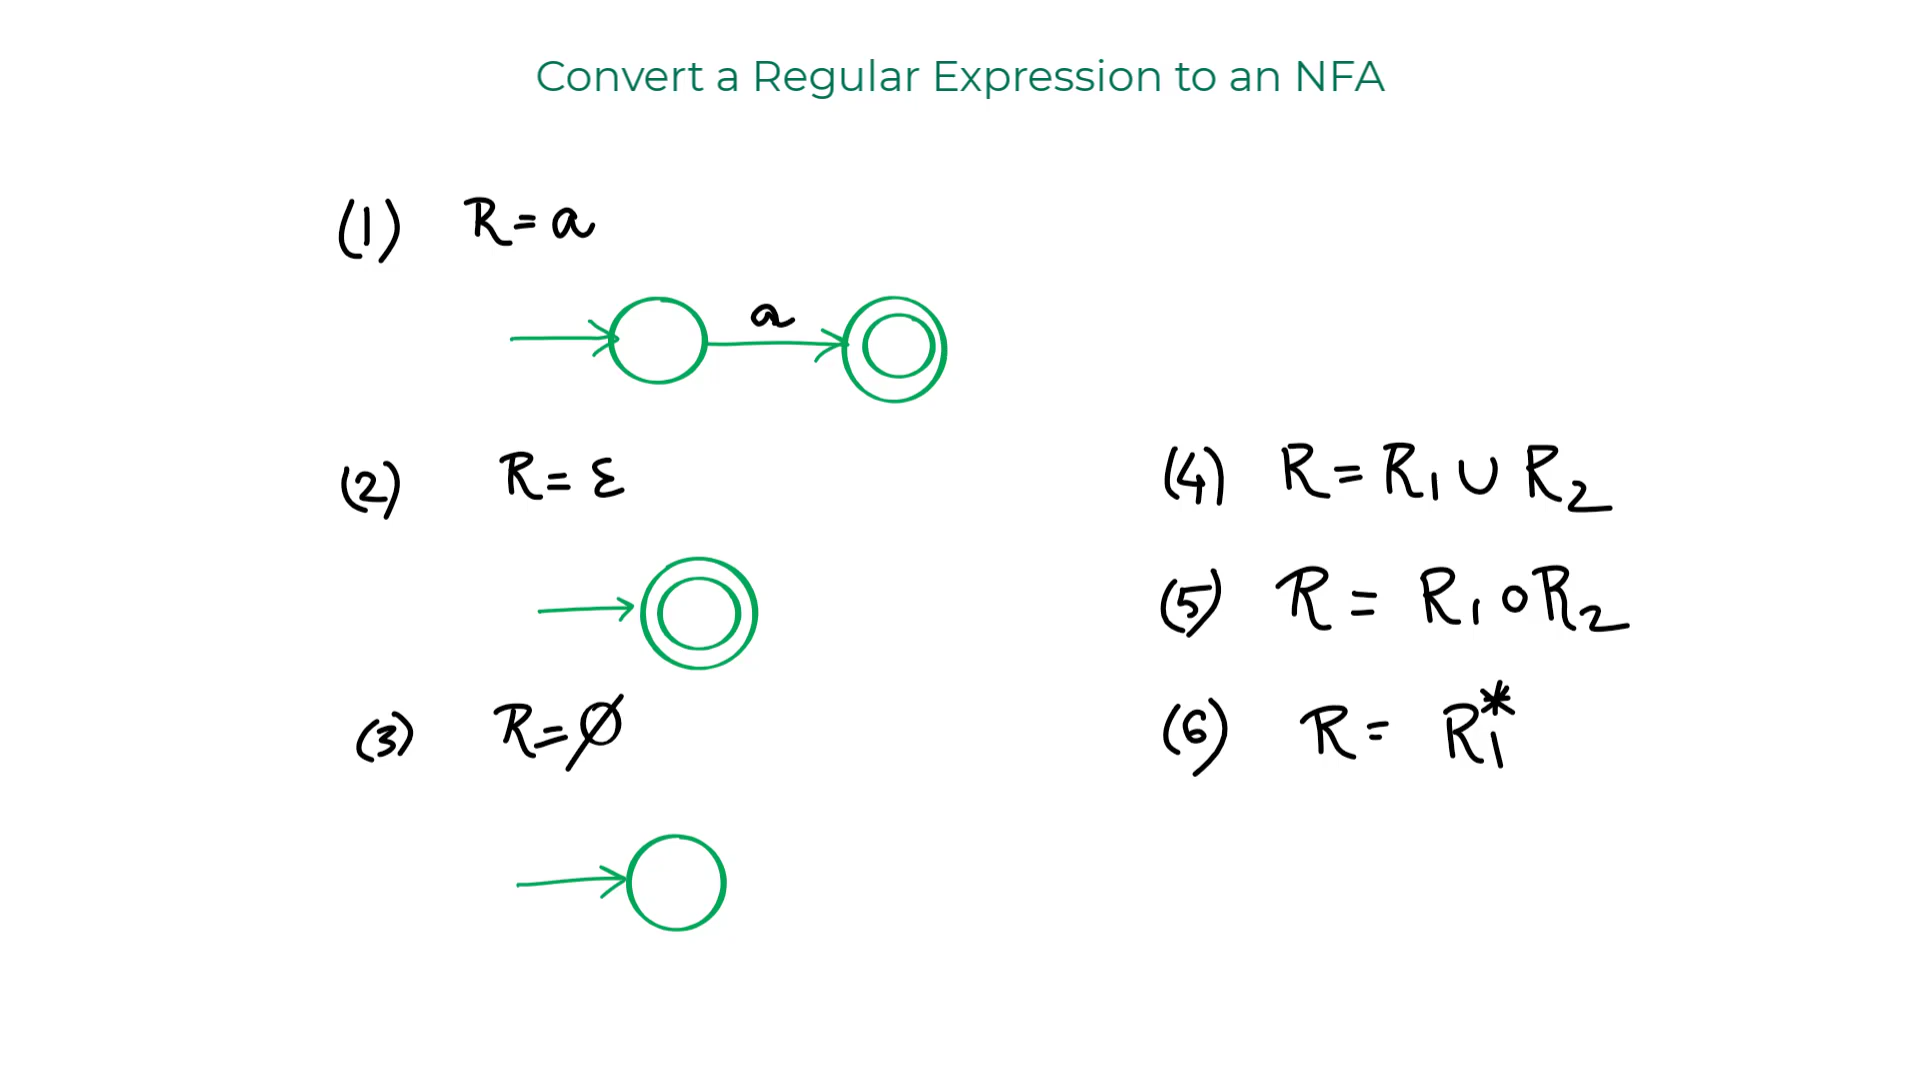 Convert a Regular Expression to an NFA
(1) R = a
a
(2) R = ε
(3) R = ∅
(4) R = R₁ ∪ R₂
(5) R = R₁ ∘ R₂
(6) R = R₁*